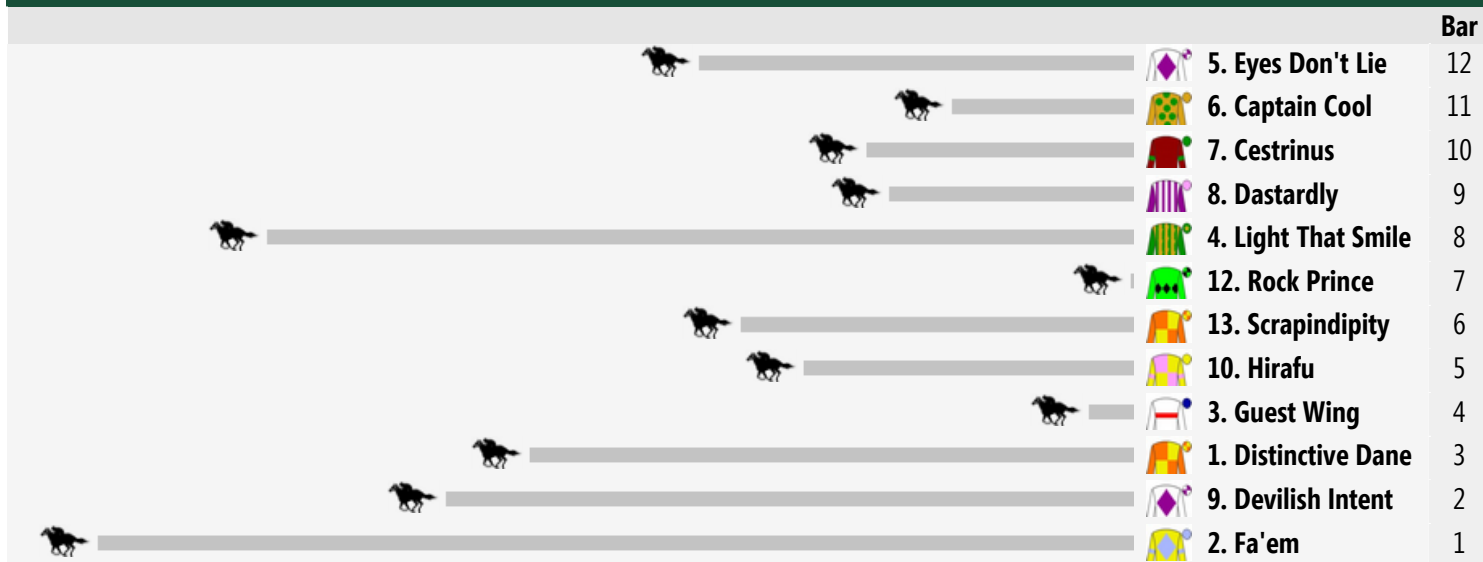 Bar
5. Eyes Don't Lie 12
6. Captain Cool 11
7. Cestrinus 10
8. Dastardly 9
4. Light That Smile 8
12. Rock Prince 7
13. Scrapindipity 6
10. Hirafu 5
3. Guest Wing 4
1. Distinctive Dane 3
9. Devilish Intent 2
2. Fa'em 1